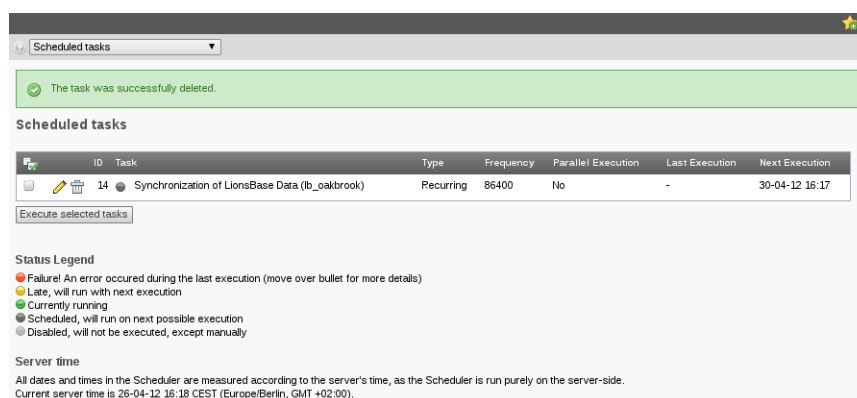 Scheduled tasks
The task was successfully deleted.
Scheduled tasks
ID Task Type Frequency Parallel Execution Last Execution Next Execution
14 Synchronization of LionsBase Data (lb_oakbrook) Recurring 86400 No - 30-04-12 16:17
Execute selected tasks
Status Legend
Failure! An error occured during the last execution (move over bullet for more details)
Late, will run with next execution
Currently running
Scheduled, will run on next possible execution
Disabled, will not be executed, except manually
Server time
All dates and times in the Scheduler are measured according to the server's time, as the Scheduler is run purely on the server-side.
Current server time is 26-04-12 16:18 CEST (Europe/Berlin, GMT +02:00).